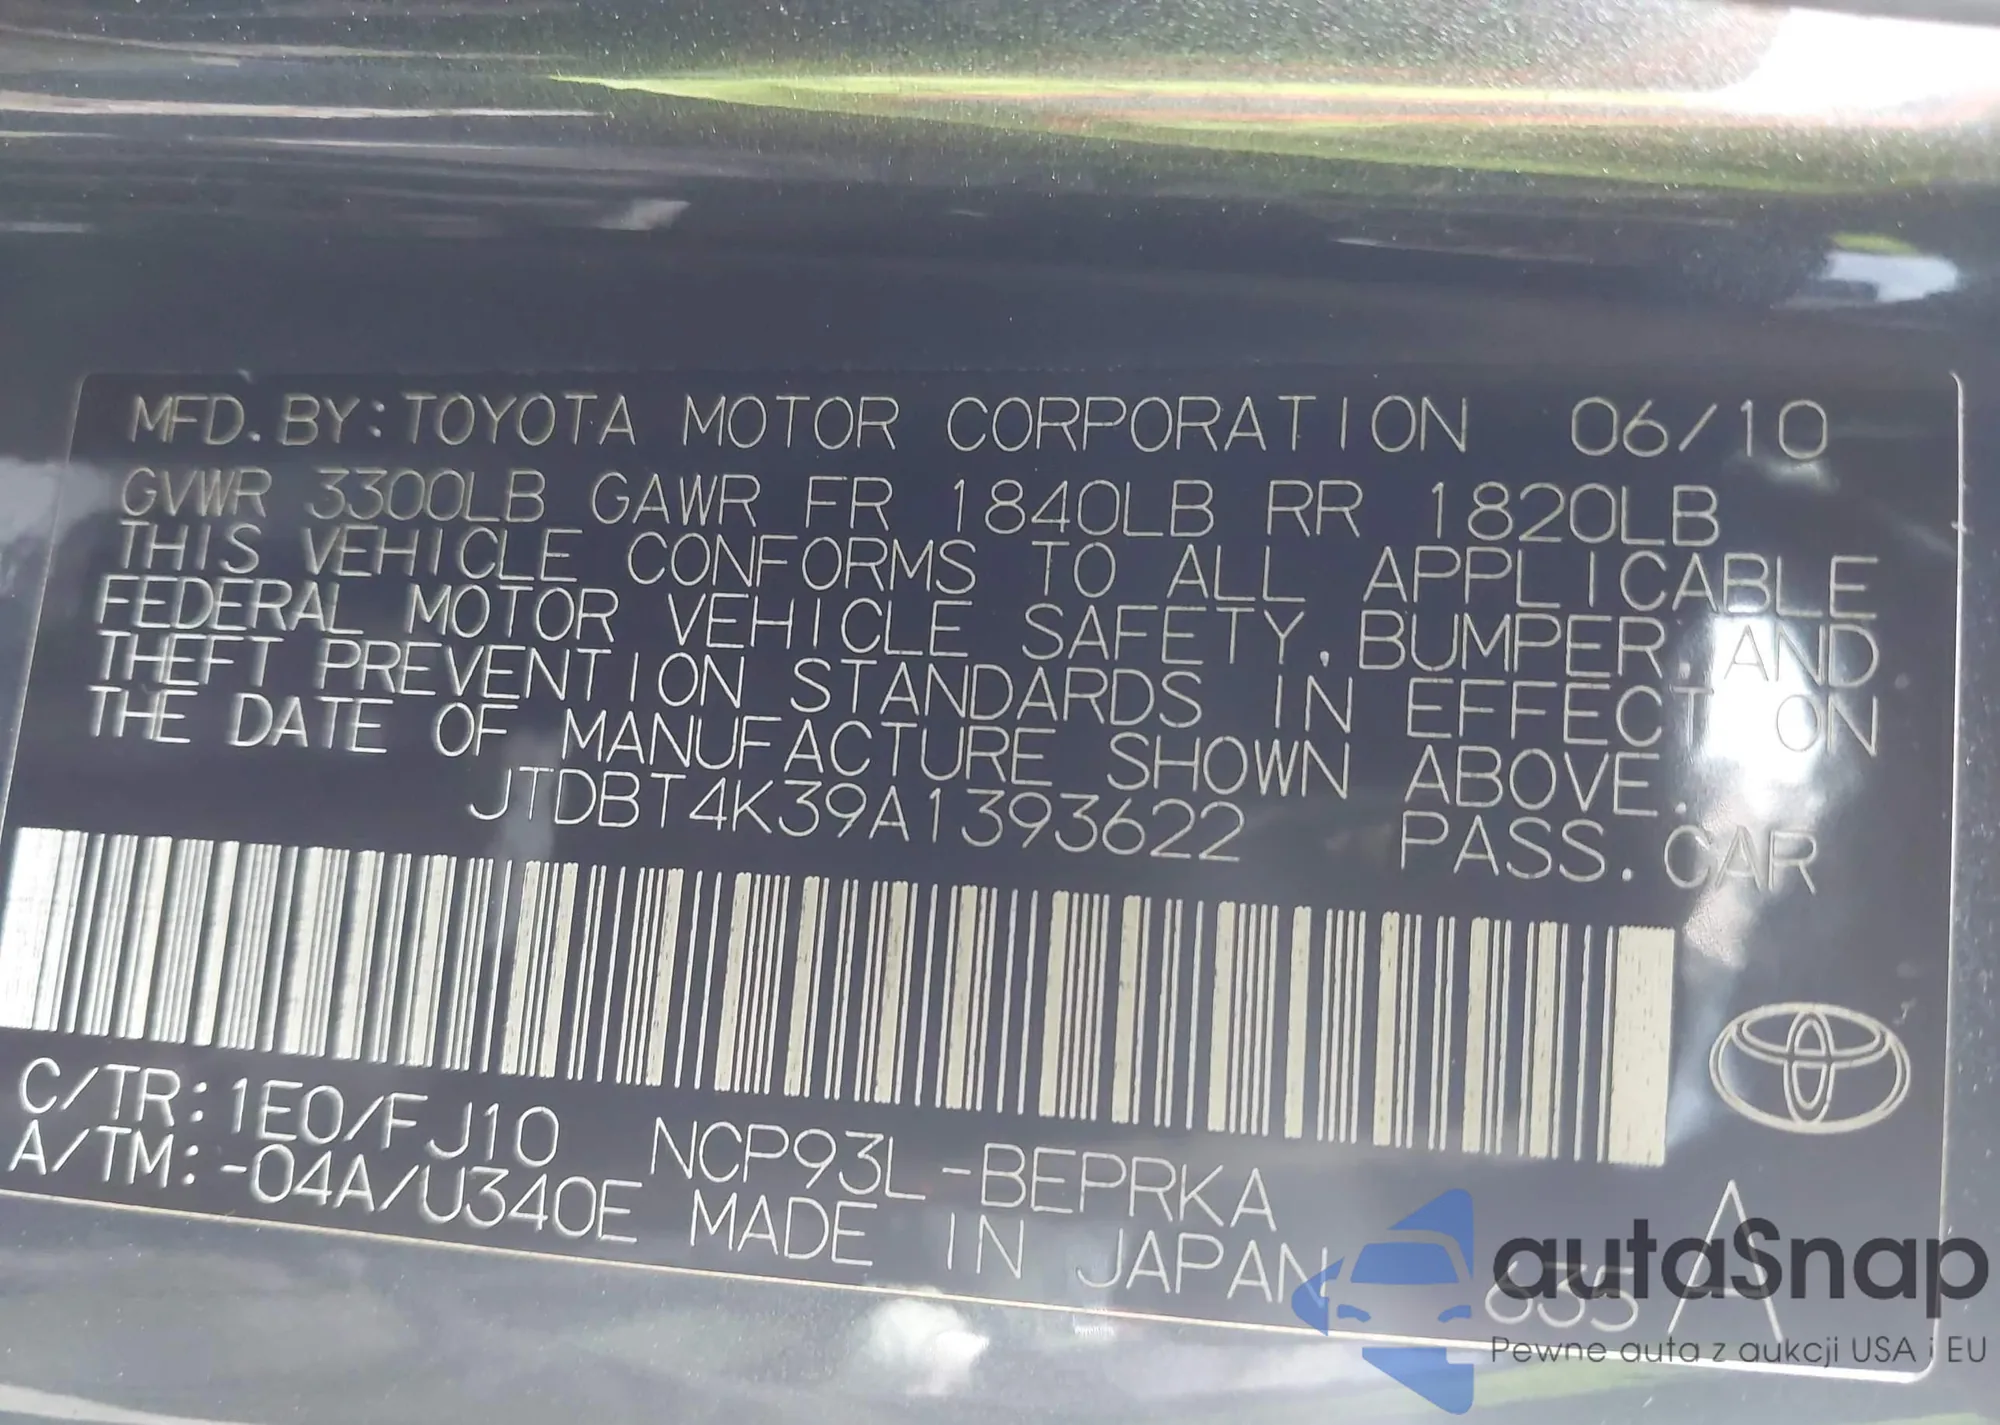 MFD. BY: TOYOTA MOTOR CORPORATION 06/10
GVWR 3300LB GAWR FR 1840LB RR 1820LB
THIS VEHICLE CONFORMS TO ALL APPLICABLE
FEDERAL MOTOR VEHICLE SAFETY, BUMPER, AND
THEFT PREVENTION STANDARDS IN EFFECT ON
THE DATE OF MANUFACTURE SHOWN ABOVE.
JTDBT4K39A1393622 PASS. CAR
C/TR: 1E0/FJ10 NCP93L-BEPRKA
A/TM: -04A/U340E MADE IN JAPAN
A
autoSnap
Pewne auta z aukcji USA i EU